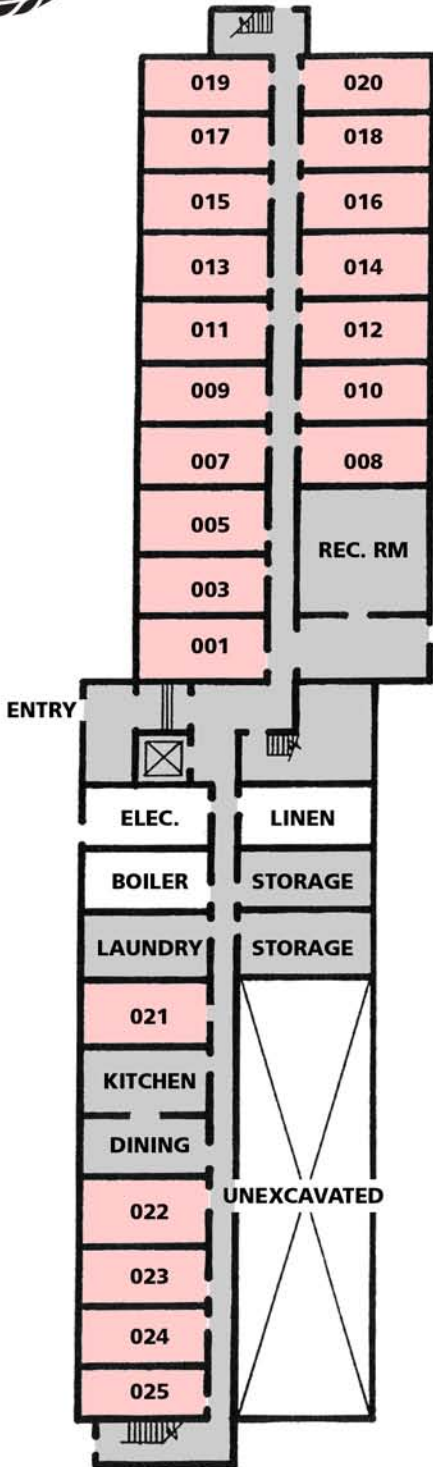 019 020
017 018
015 016
013 014
011 012
009 010
007 008
005
REC. RM
003
001
ENTRY
ELEC. LINEN
BOILER STORAGE
LAUNDRY STORAGE
021
KITCHEN
DINING
UNEXCAVATED
022
023
024
025